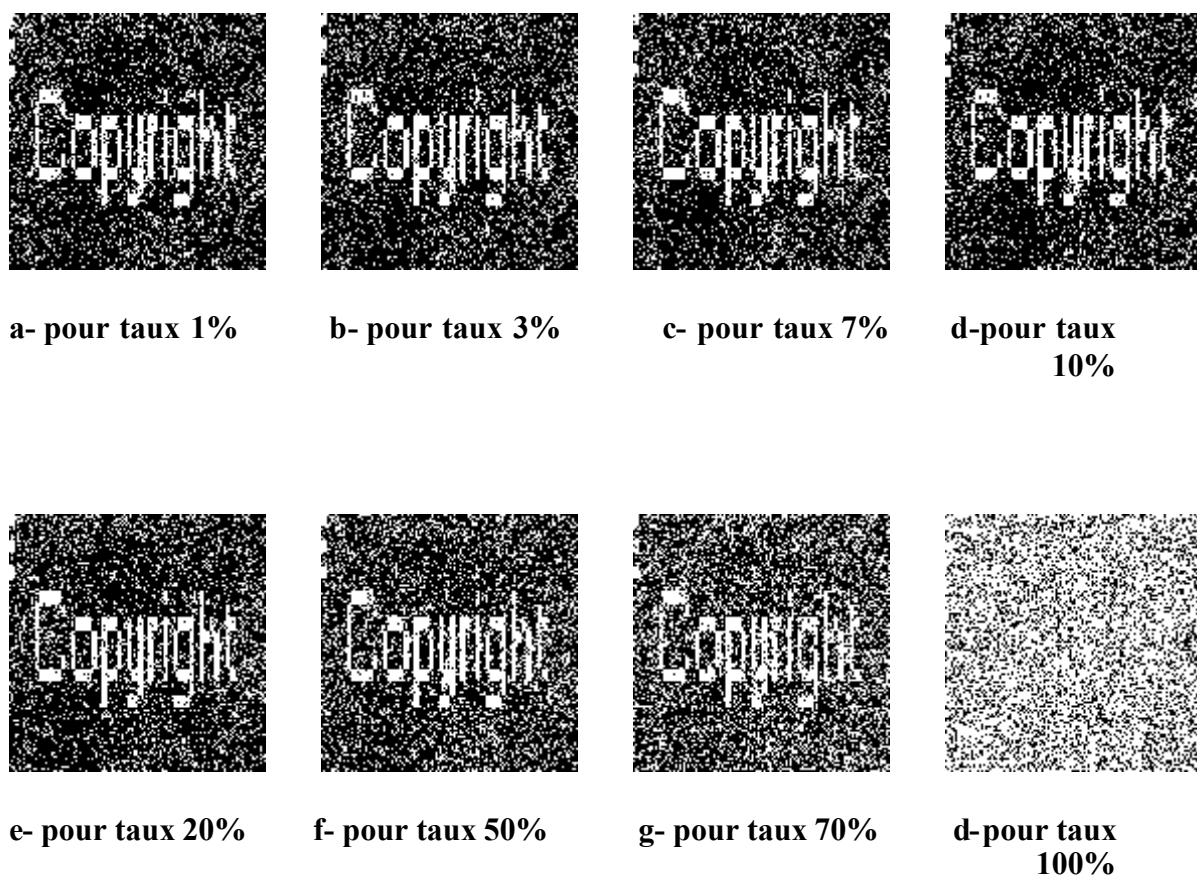 Copyright Copyright Copyright Copyright
a- pour taux 1% b- pour taux 3% c- pour taux 7% d-pour taux
10%
Copyright Copyright Copyright
e- pour taux 20% f- pour taux 50% g- pour taux 70% d-pour taux
100%